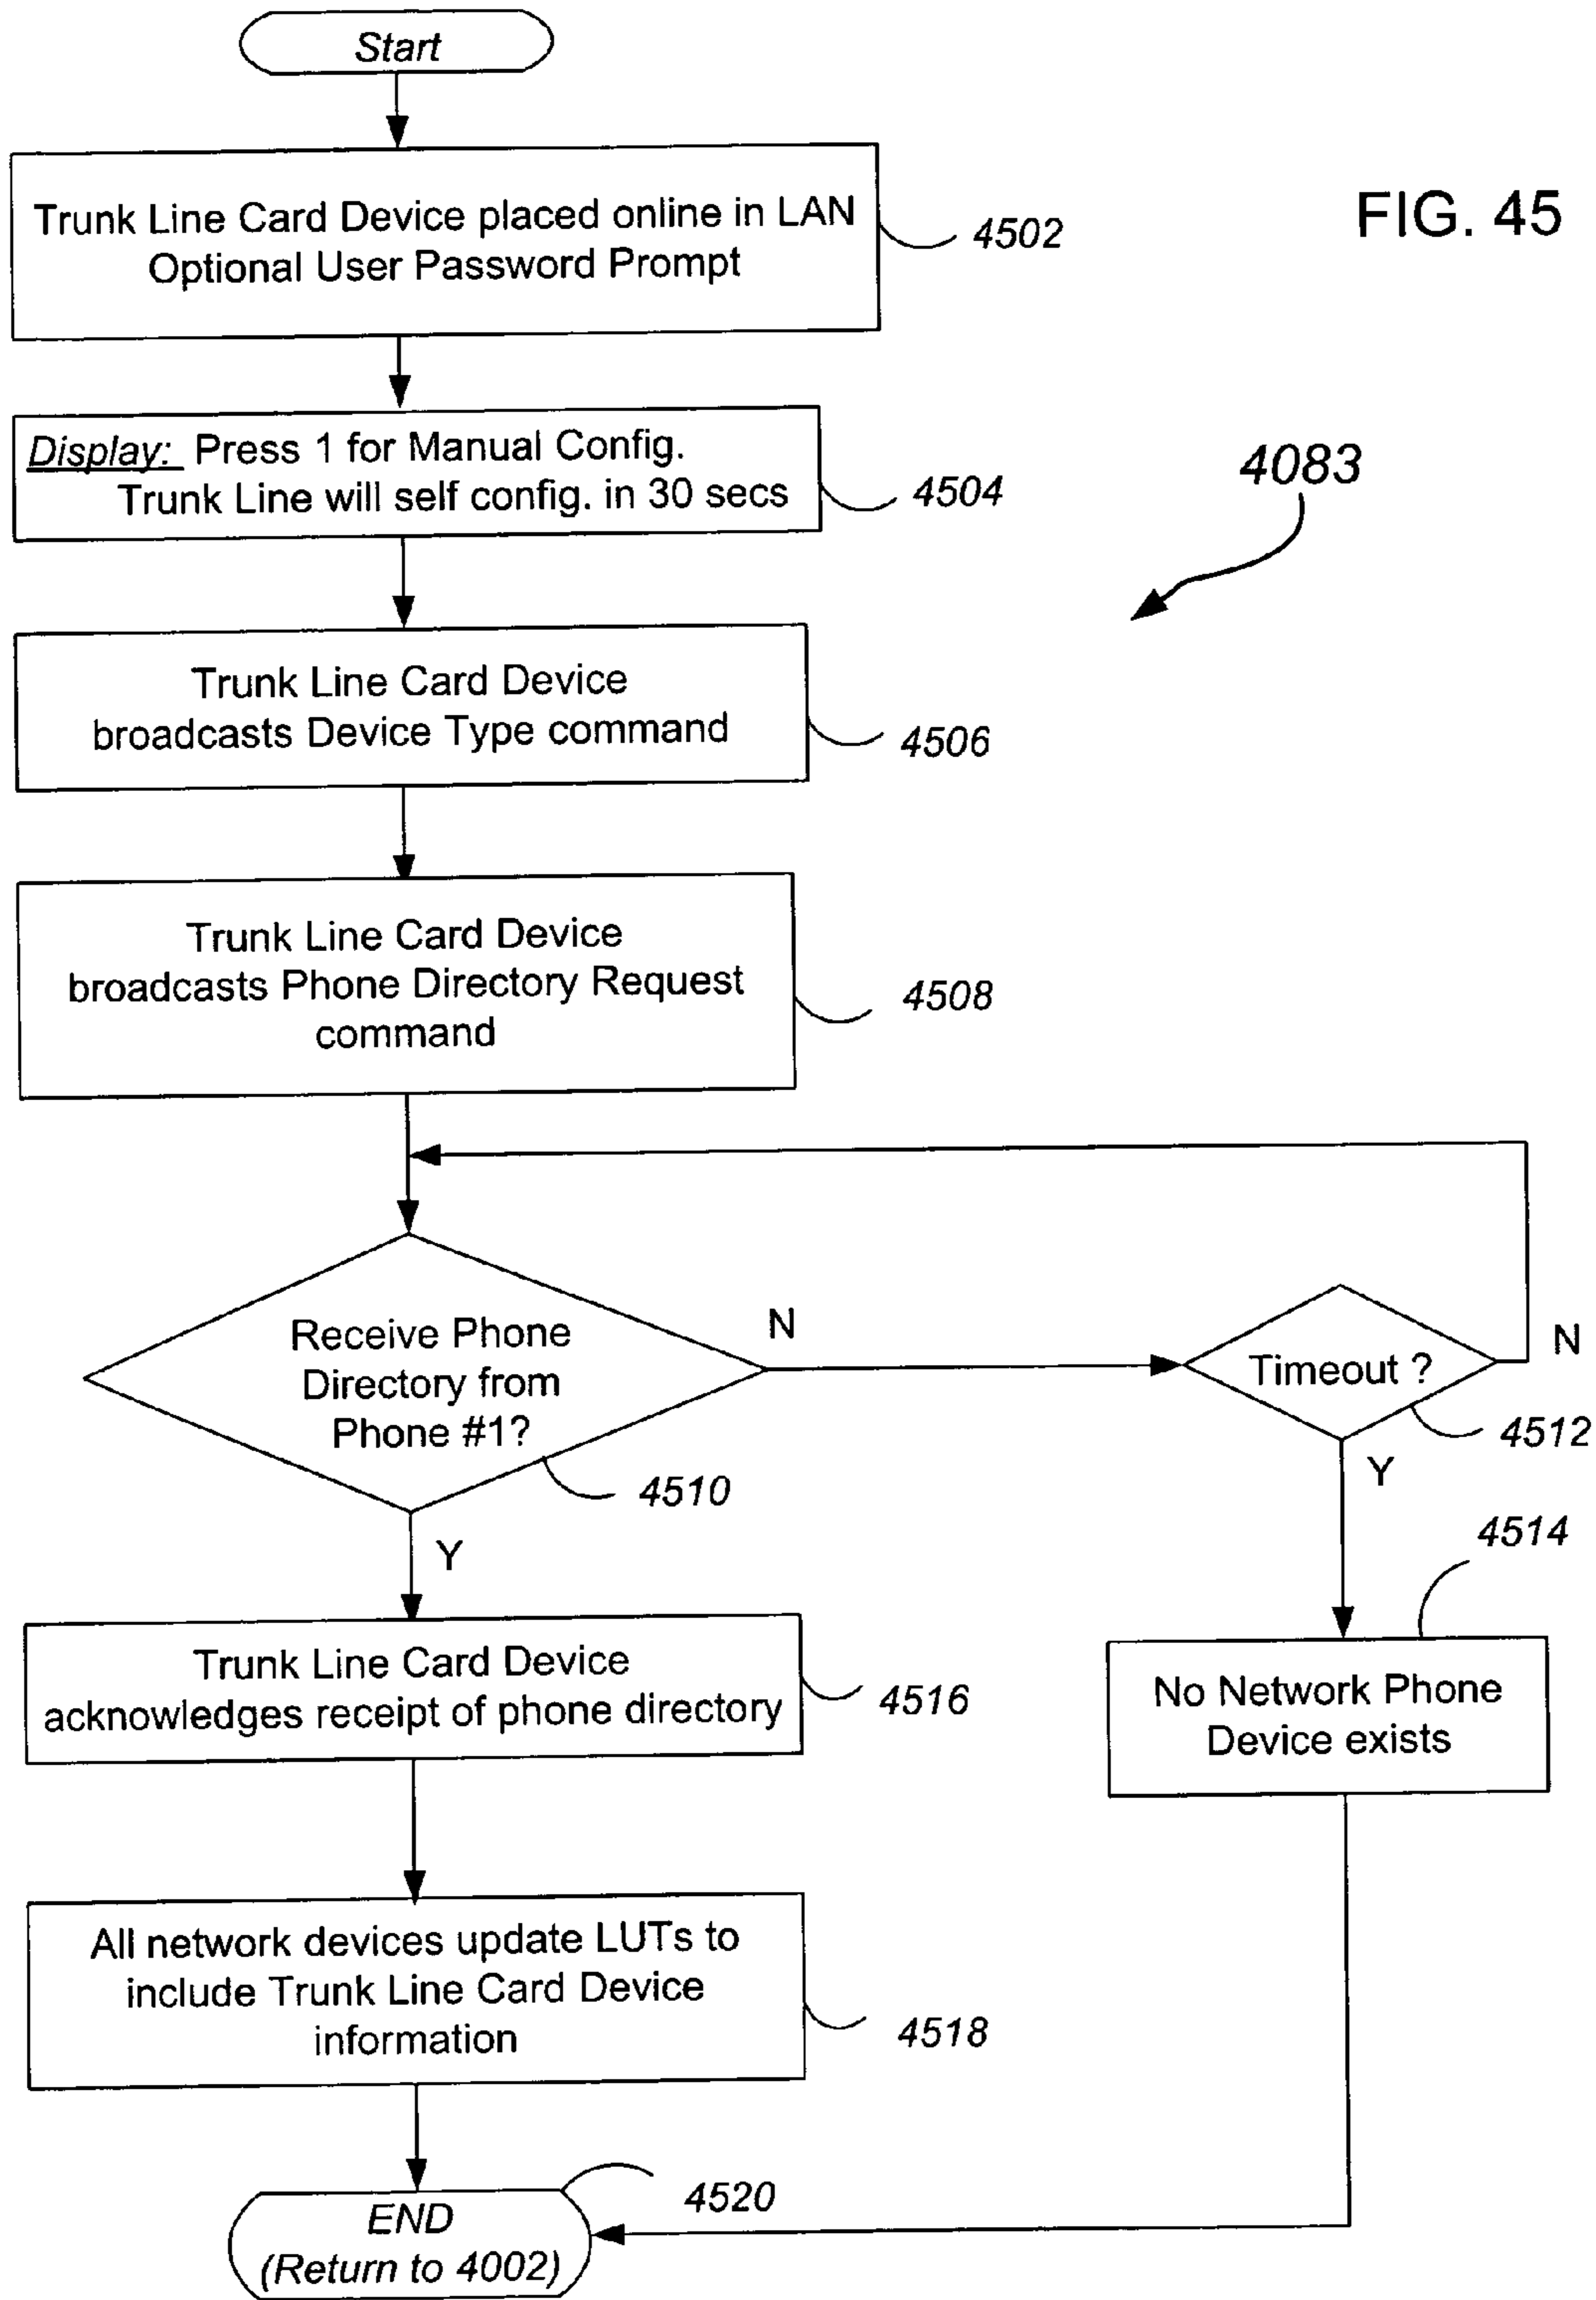 Start
FIG. 45
Trunk Line Card Device placed online in LAN
Optional User Password Prompt
4502
Display: Press 1 for Manual Config.
Trunk Line will self config. in 30 secs
4504
4083
Trunk Line Card Device
broadcasts Device Type command
4506
Trunk Line Card Device
broadcasts Phone Directory Request
command
4508
Receive Phone
Directory from
Phone #1?
N
Timeout ?
N
4512
4510
Y
Y
4514
Trunk Line Card Device
acknowledges receipt of phone directory
4516
No Network Phone
Device exists
All network devices update LUTs to
include Trunk Line Card Device
information
4518
4520
END
(Return to 4002)